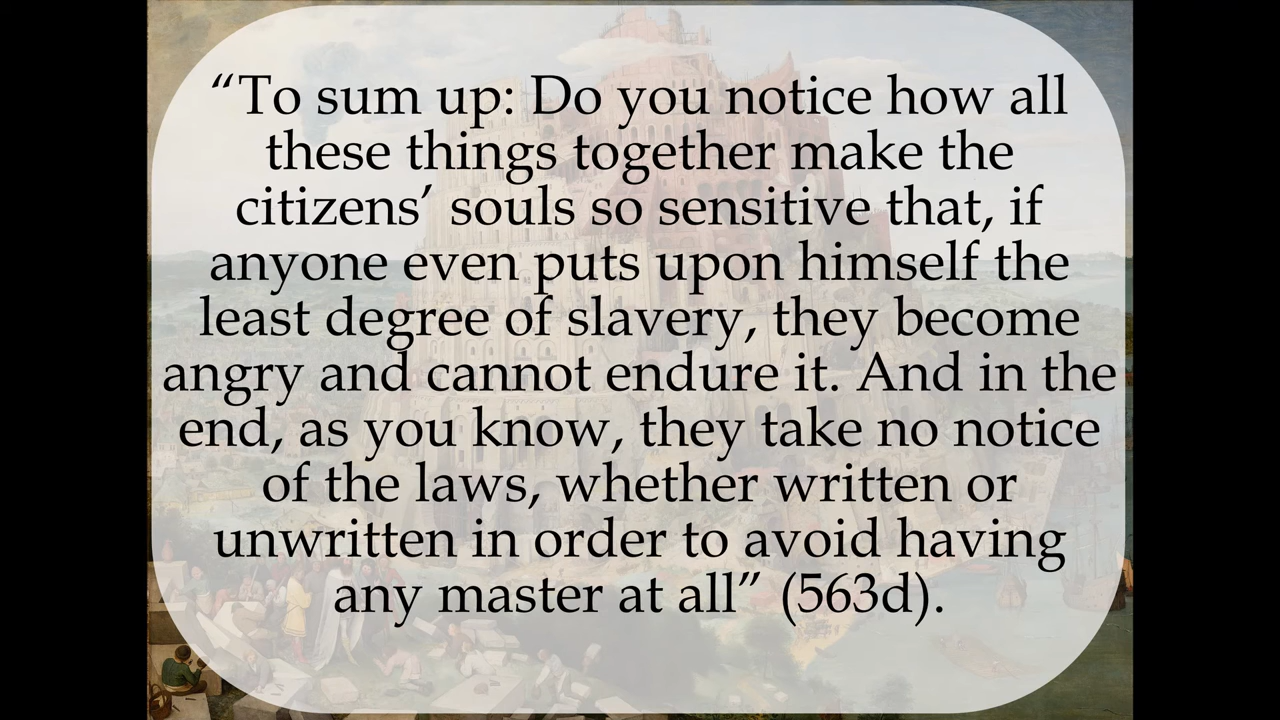 “To sum up: Do you notice how all
these things together make the
citizens’ souls so sensitive that, if
anyone even puts upon himself the
least degree of slavery, they become
angry and cannot endure it. And in the
end, as you know, they take no notice
of the laws, whether written or
unwritten in order to avoid having
any master at all” (563d).